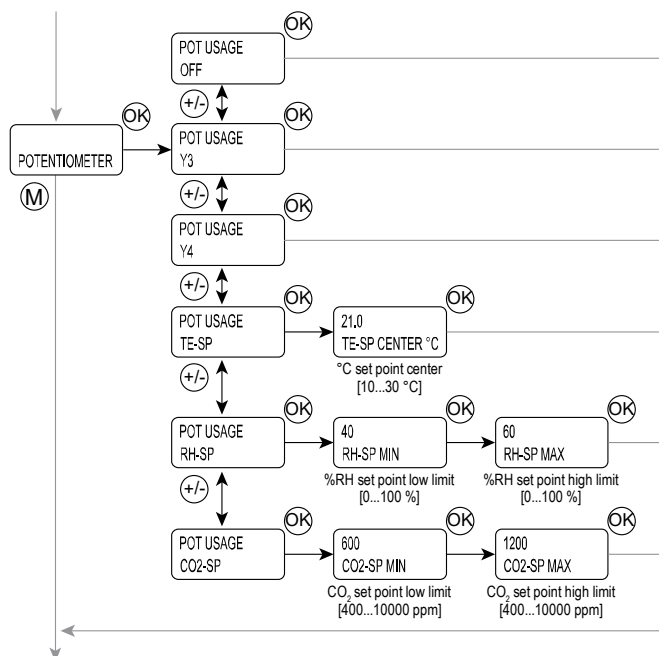 OK
POT USAGE
OFF
+/-
OK
OK
POTENTIOMETER
POT USAGE
Y3
M
+/-
OK
POT USAGE
Y4
+/-
OK
OK
POT USAGE
TE-SP
21.0
TE-SP CENTER °C
°C set point center
[10...30 °C]
+/-
OK
OK
OK
POT USAGE
RH-SP
40
RH-SP MIN
60
RH-SP MAX
%RH set point low limit
[0...100 %]
%RH set point high limit
[0...100 %]
+/-
OK
OK
OK
POT USAGE
CO2-SP
600
CO2-SP MIN
1200
CO2-SP MAX
CO₂ set point low limit
[400...10000 ppm]
CO₂ set point high limit
[400...10000 ppm]